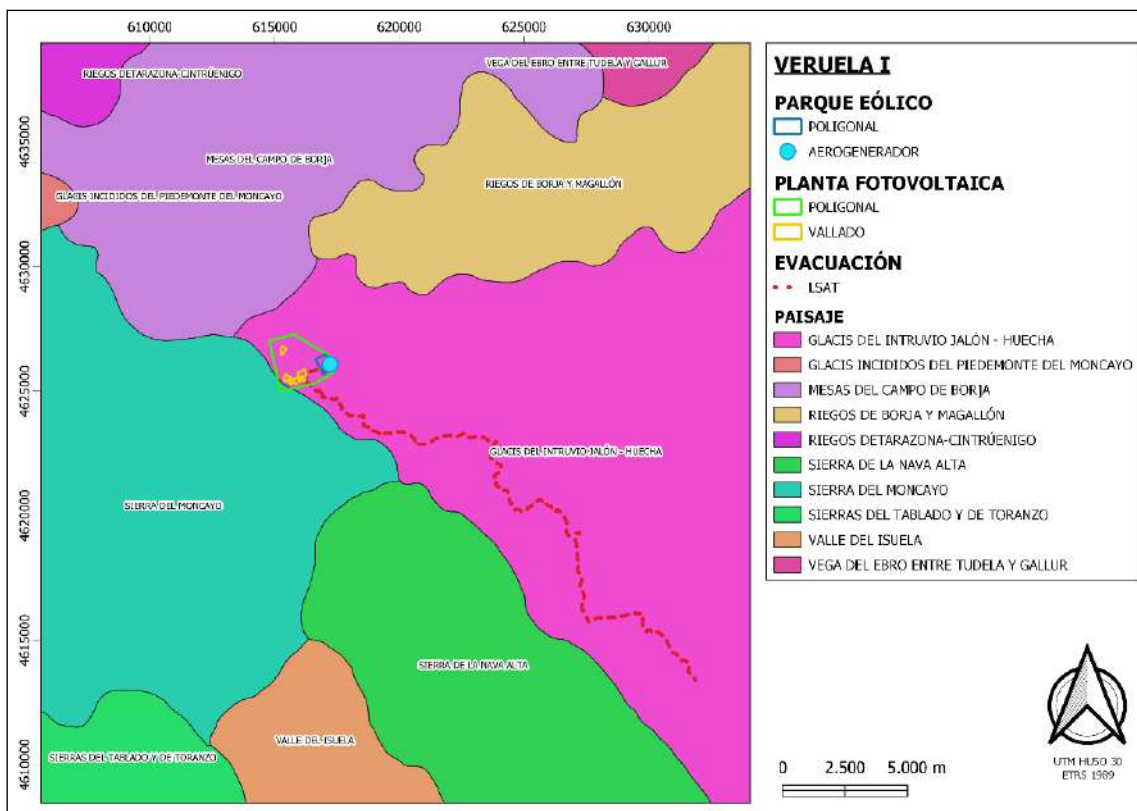 610000 615000 620000 625000 630000
4635000
4630000
4625000
4620000
4615000
4610000
RIEGOS DETARAZONA-CINTRÚENIGO
VEGA DEL EBRO ENTRE TUDELA Y GALLUR
MESAS DEL CAMPO DE BORJA
RIEGOS DE BORJA Y MAGALLÓN
GLACIS INCIDIDOS DEL PIEDEMONTE DEL MONCAYO
GLACIS DEL INTRUVIO JALÓN - HUECHA
SIERRA DEL MONCAYO
SIERRA DE LA NAVA ALTA
VALLE DEL ISUELA
SIERRAS DEL TABLADO Y DE TORANZO
VERUELA I
PARQUE EÓLICO
POLIGONAL
AEROGENERADOR
PLANTA FOTOVOLTAICA
POLIGONAL
VALLADO
EVACUACIÓN
LSAT
PAISAJE
GLACIS DEL INTRUVIO JALÓN - HUECHA
GLACIS INCIDIDOS DEL PIEDEMONTE DEL MONCAYO
MESAS DEL CAMPO DE BORJA
RIEGOS DE BORJA Y MAGALLÓN
RIEGOS DETARAZONA-CINTRÚENIGO
SIERRA DE LA NAVA ALTA
SIERRA DEL MONCAYO
SIERRAS DEL TABLADO Y DE TORANZO
VALLE DEL ISUELA
VEGA DEL EBRO ENTRE TUDELA Y GALLUR
0 2.500 5.000 m
UTM HUSO 30
ETRS 1989